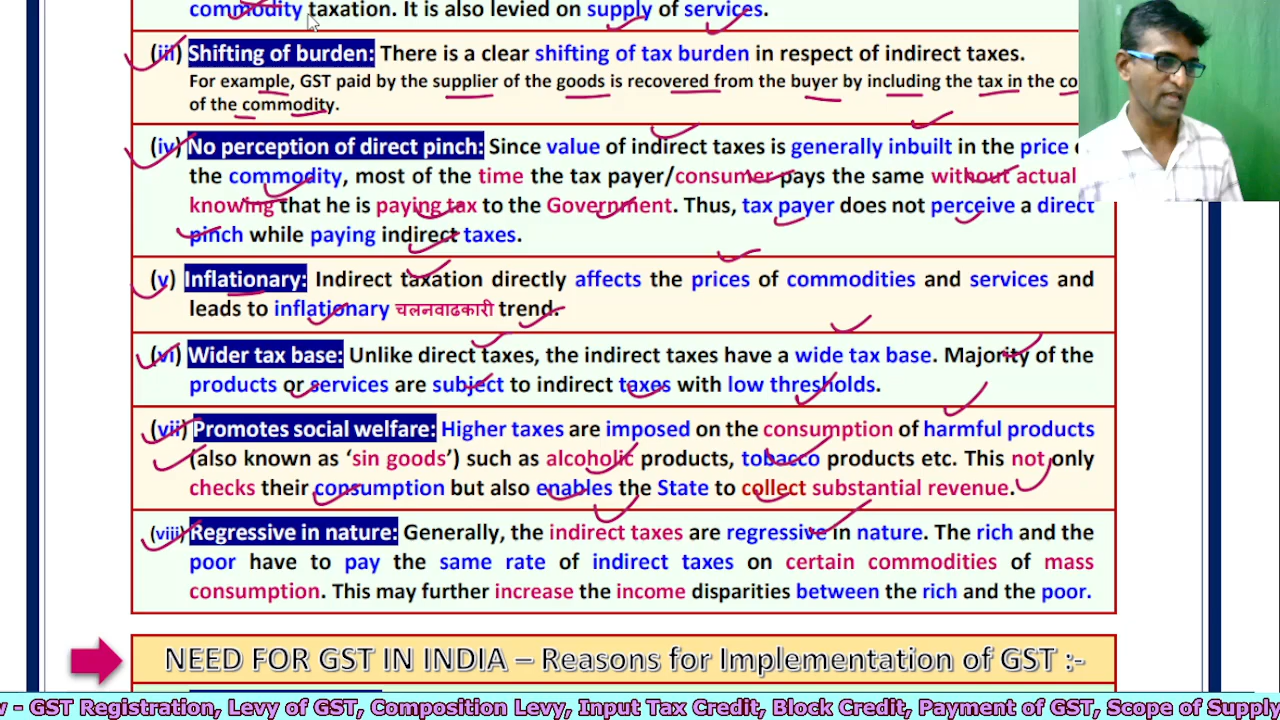 commodity taxation. It is also levied on supply of services.
(iii) Shifting of burden: There is a clear shifting of tax burden in respect of indirect taxes.
For example, GST paid by the supplier of the goods is recovered from the buyer by including the tax in the co
of the commodity.
(iv) No perception of direct pinch: Since value of indirect taxes is generally inbuilt in the price
the commodity, most of the time the tax payer/consumer pays the same without actual
knowing that he is paying tax to the Government. Thus, tax payer does not perceive a direct
pinch while paying indirect taxes.
(v) Inflationary: Indirect taxation directly affects the prices of commodities and services and
leads to inflationary चलनवाढकारी trend.
(vi) Wider tax base: Unlike direct taxes, the indirect taxes have a wide tax base. Majority of the
products or services are subject to indirect taxes with low thresholds.
(vii) Promotes social welfare: Higher taxes are imposed on the consumption of harmful products
(also known as ‘sin goods’) such as alcoholic products, tobacco products etc. This not only
checks their consumption but also enables the State to collect substantial revenue.
(viii) Regressive in nature: Generally, the indirect taxes are regressive in nature. The rich and the
poor have to pay the same rate of indirect taxes on certain commodities of mass
consumption. This may further increase the income disparities between the rich and the poor.
NEED FOR GST IN INDIA – Reasons for Implementation of GST :-
- GST Registration, Levy of GST, Composition Levy, Input Tax Credit, Block Credit, Payment of GST, Scope of Supply